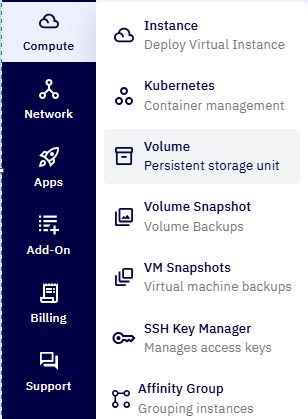 Compute
Network
Apps
Add-On
Billing
Support
Instance
Deploy Virtual Instance
Kubernetes
Container management
Volume
Persistent storage unit
Volume Snapshot
Volume Backups
VM Snapshots
Virtual machine backups
SSH Key Manager
Manages access keys
Affinity Group
Grouping instances